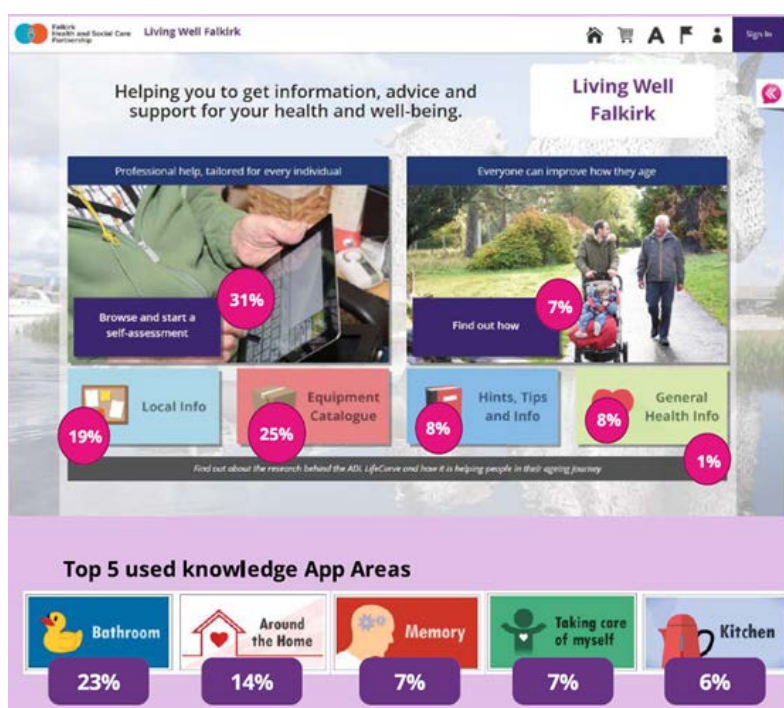 Falkirk
Health and Social Care
Partnership
Living Well Falkirk
A
Sign In
Helping you to get information, advice and
support for your health and well-being.
Living Well
Falkirk
Professional help, tailored for every individual
Everyone can improve how they age
31%
Browse and start a
self-assessment
7%
Find out how
Local Info
19%
Equipment
Catalogue
25%
Hints, Tips
and Info
8%
General
Health Info
8%
1%
Find out about the research behind the ADL LifeCurve and how it is helping people in their ageing journey
Top 5 used knowledge App Areas
Bathroom
Around
the Home
Memory
Taking care
of myself
Kitchen
23%
14%
7%
7%
6%